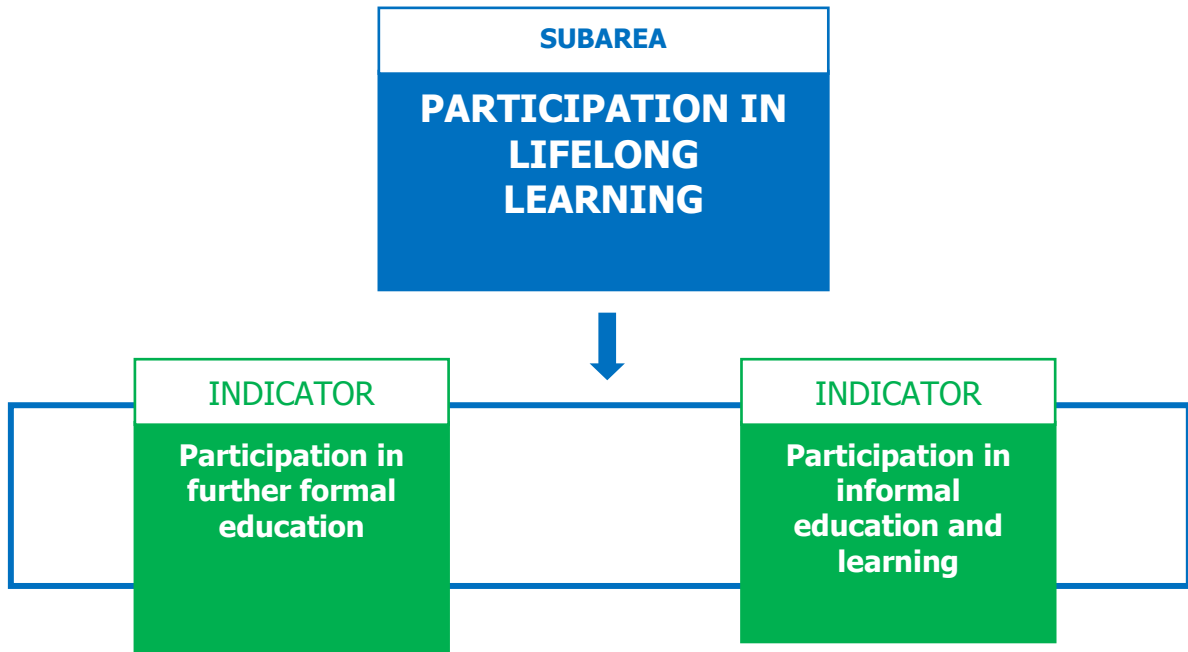 SUBAREA
PARTICIPATION IN
LIFELONG
LEARNING
INDICATOR
Participation in
further formal
education
INDICATOR
Participation in
informal
education and
learning